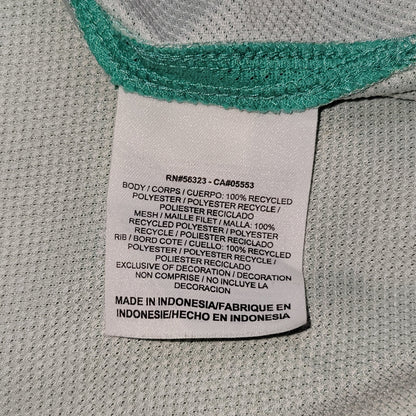 RN#56323 - CA#05553
BODY / CORPS / CUERPO: 100% RECYCLED
POLYESTER / POLYESTER RECYCLE /
POLIESTER RECICLADO
MESH / MAILLE FILET / MALLA: 100%
RECYCLED POLYESTER / POLYESTER
RECYCLE / POLIESTER RECICLADO
RIB / BORD COTE / CUELLO: 100% RECYCLED
POLYESTER / POLYESTER RECYCLE /
POLIESTER RECICLADO
EXCLUSIVE OF DECORATION / DECORATION
NON COMPRISE / NO INCLUYE LA
DECORACION
MADE IN INDONESIA/FABRIQUE EN
INDONESIE/HECHO EN INDONESIA